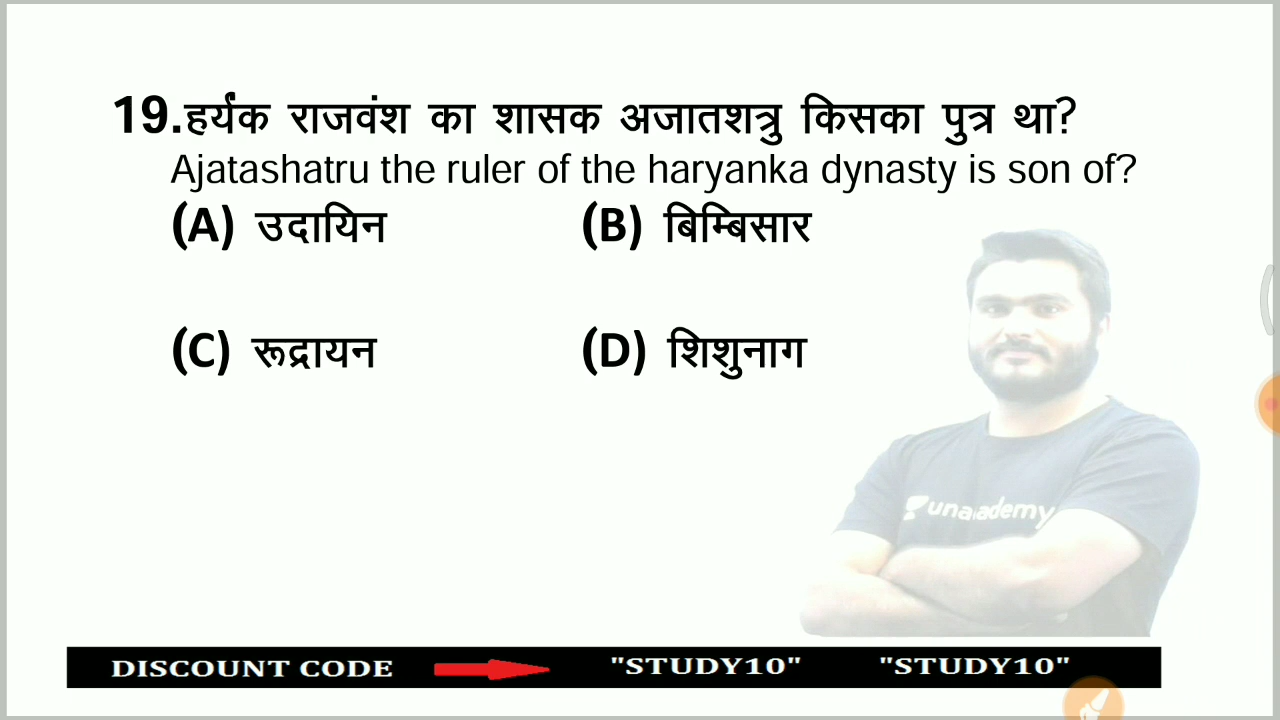 19.हर्यंक राजवंश का शासक अजातशत्रु किसका पुत्र था?
Ajatashatru the ruler of the haryanka dynasty is son of?
(A) उदायिन (B) बिम्बिसार
(C) रूद्रायन (D) शिशुनाग
unacademy
DISCOUNT CODE "STUDY10" "STUDY10"